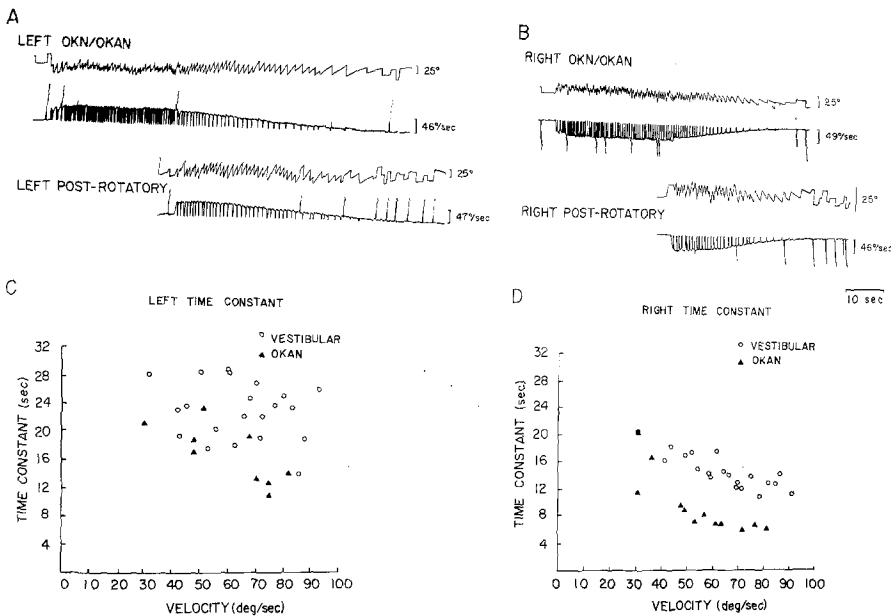 A
LEFT OKN/OKAN
25°
46°/sec
25°
LEFT POST-ROTATORY
47°/sec
B
RIGHT OKN/OKAN
25°
49°/sec
25°
RIGHT POST-ROTATORY
46°/sec
10 sec
C
LEFT TIME CONSTANT
VESTIBULAR
OKAN
TIME CONSTANT (sec)
32
28
24
20
16
12
8
4
0 10 20 30 40 50 60 70 80 90 100
VELOCITY (deg/sec)
D
RIGHT TIME CONSTANT
VESTIBULAR
OKAN
TIME CONSTANT (sec)
32
28
24
20
16
12
8
4
0 10 20 30 40 50 60 70 80 90 100
VELOCITY (deg/sec)